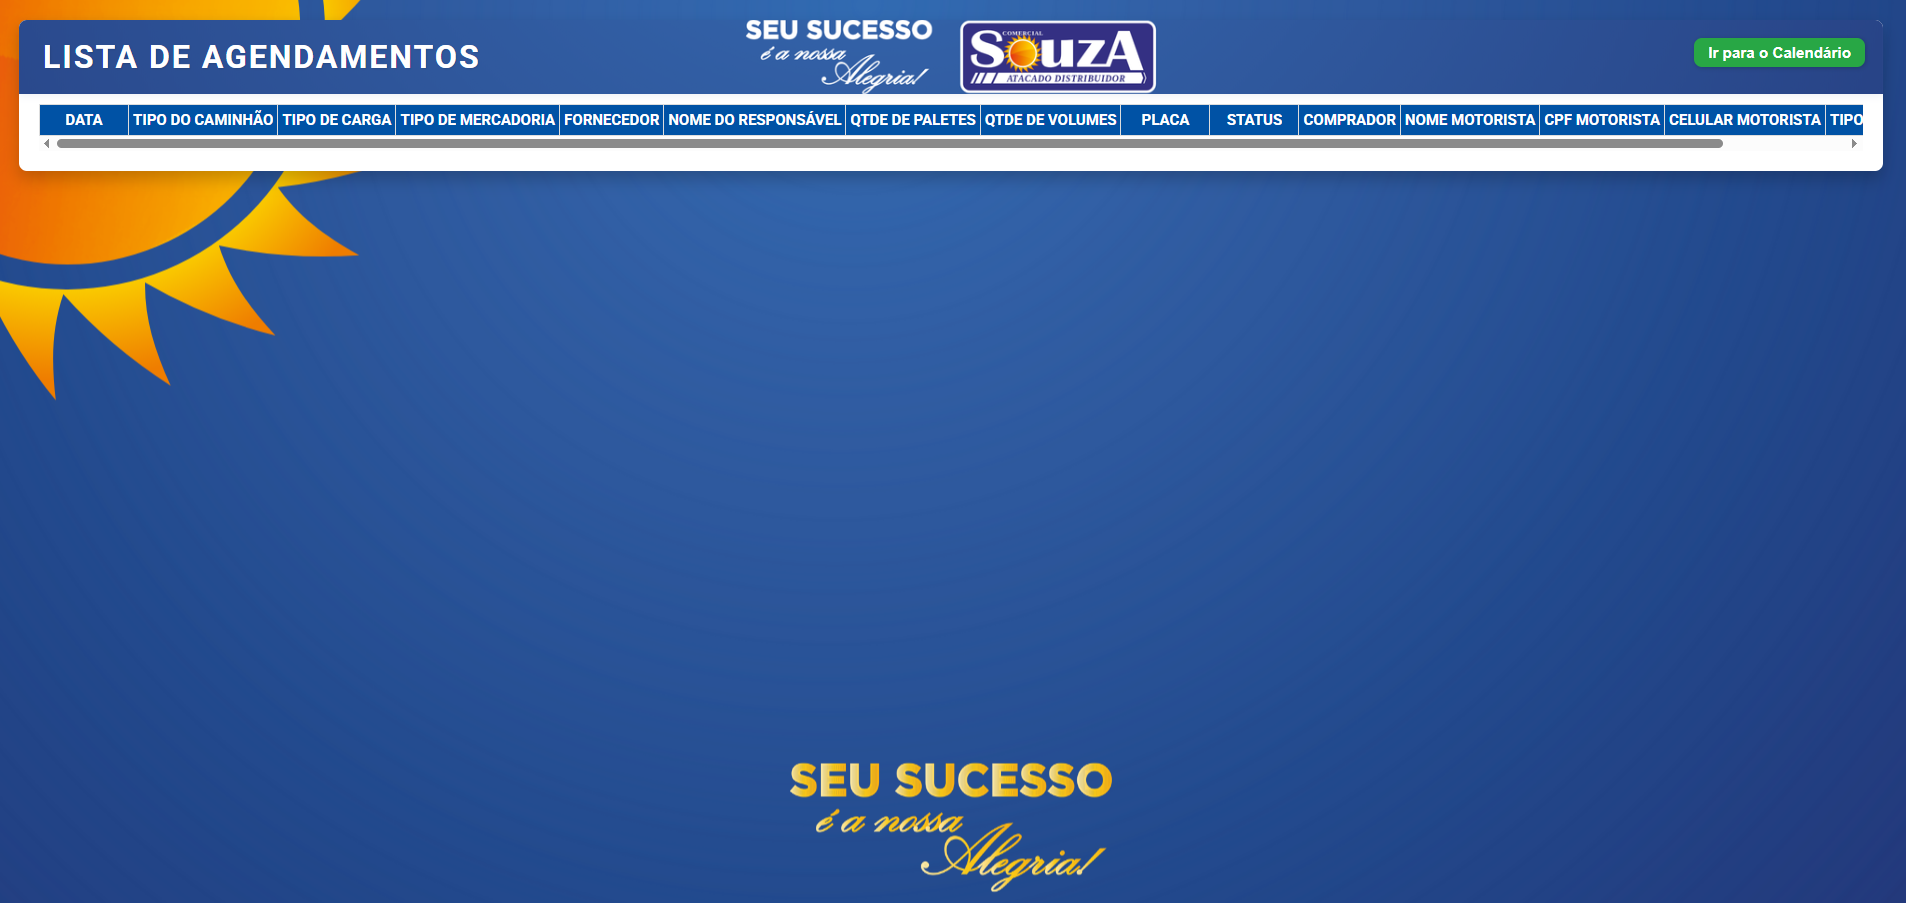 LISTA DE AGENDAMENTOS
SEU SUCESSO
é a nossa
Alegria!
COMERCIAL
SOUZA
ATACADO DISTRIBUIDOR
Ir para o Calendário
DATA TIPO DO CAMINHÃO TIPO DE CARGA TIPO DE MERCADORIA FORNECEDOR NOME DO RESPONSÁVEL QTDE DE PALETES QTDE DE VOLUMES PLACA STATUS COMPRADOR NOME MOTORISTA CPF MOTORISTA CELULAR MOTORISTA TIPO
SEU SUCESSO
é a nossa
Alegria!